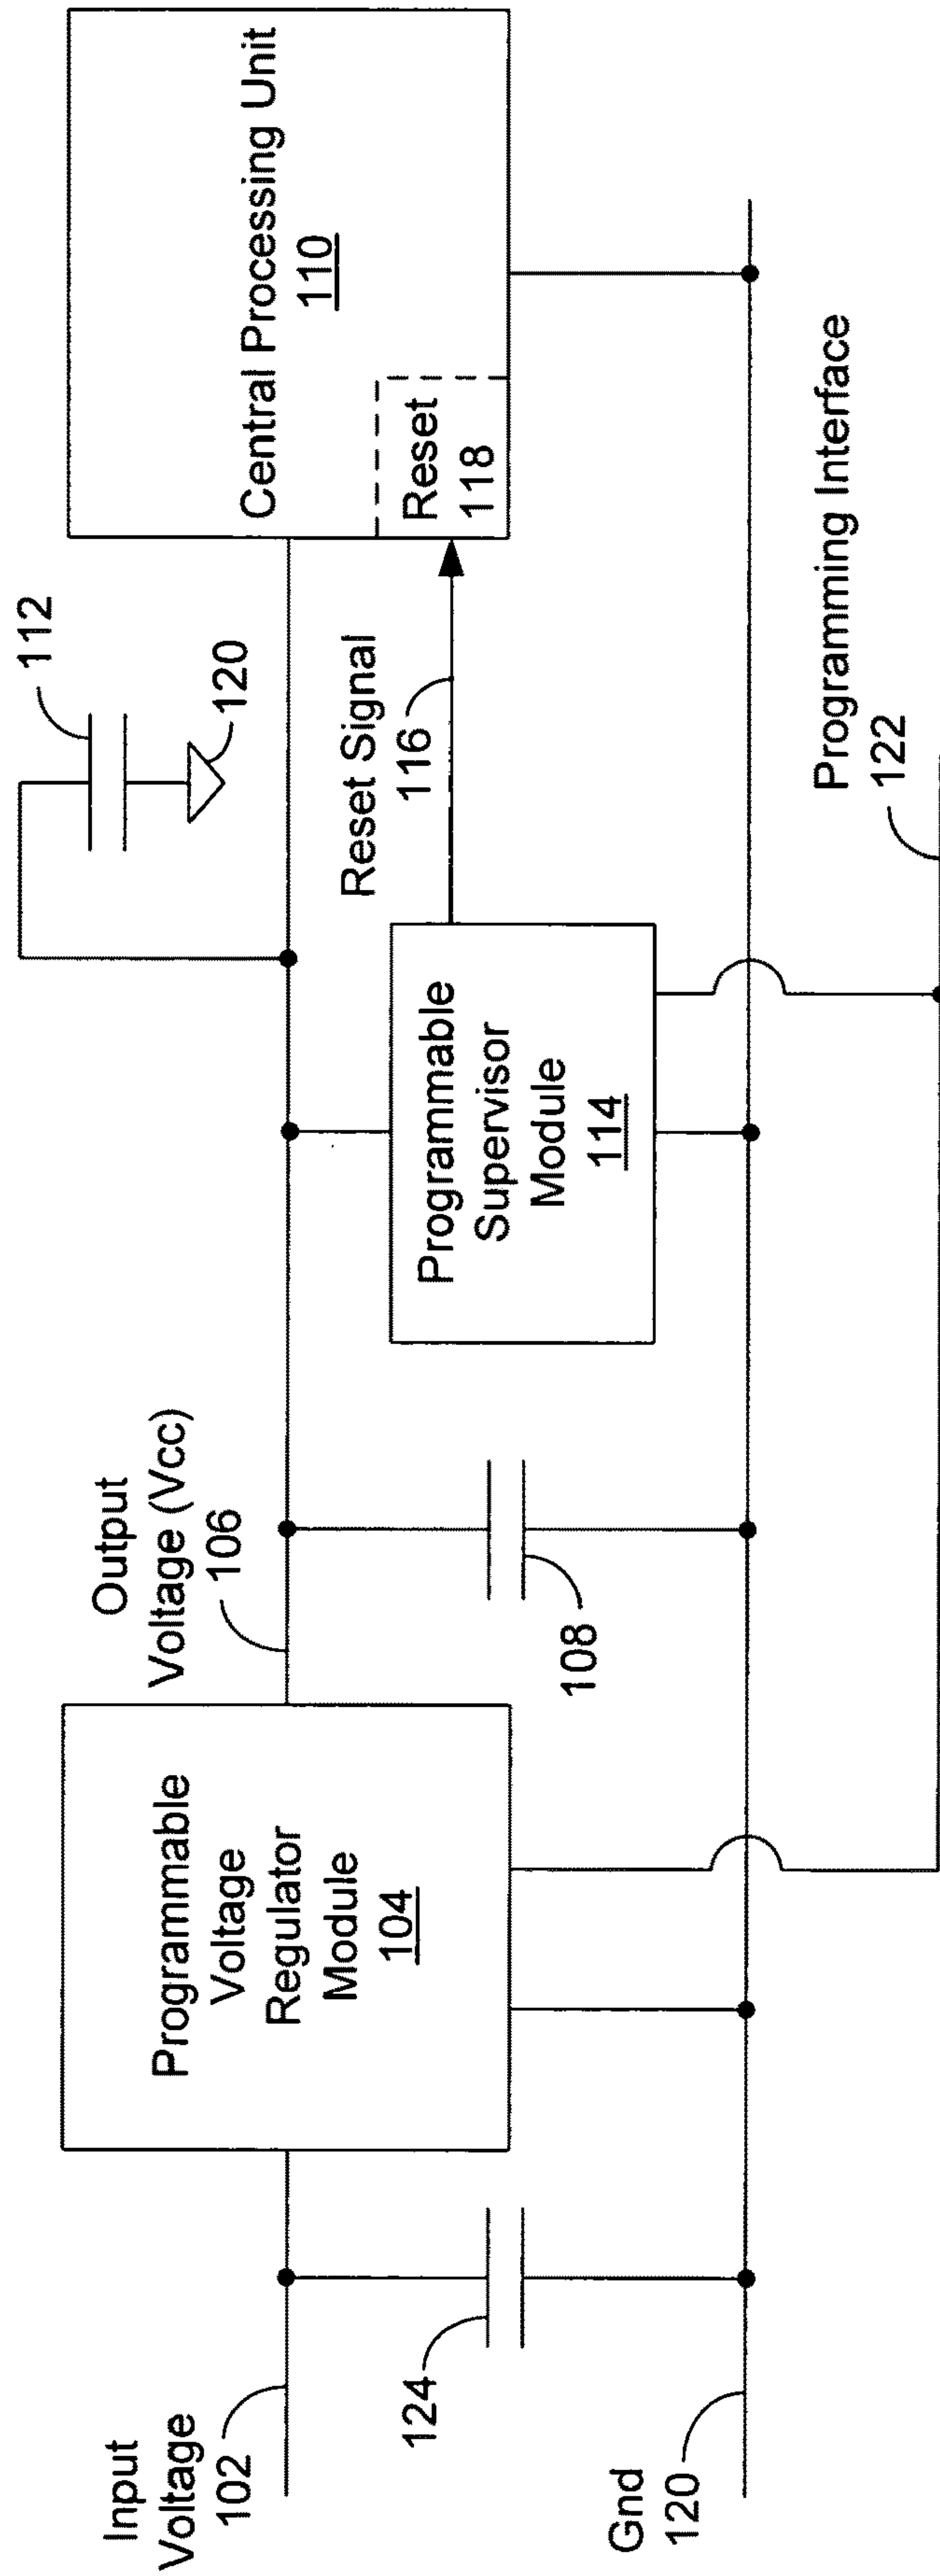 Input
Voltage
102
124
Gnd
120
Programmable
Voltage
Regulator
Module
104
Output
Voltage (Vcc)
106
108
Programmable
Supervisor
Module
114
112
120
Reset Signal
116
Central Processing Unit
110
Reset
118
Programming Interface
122